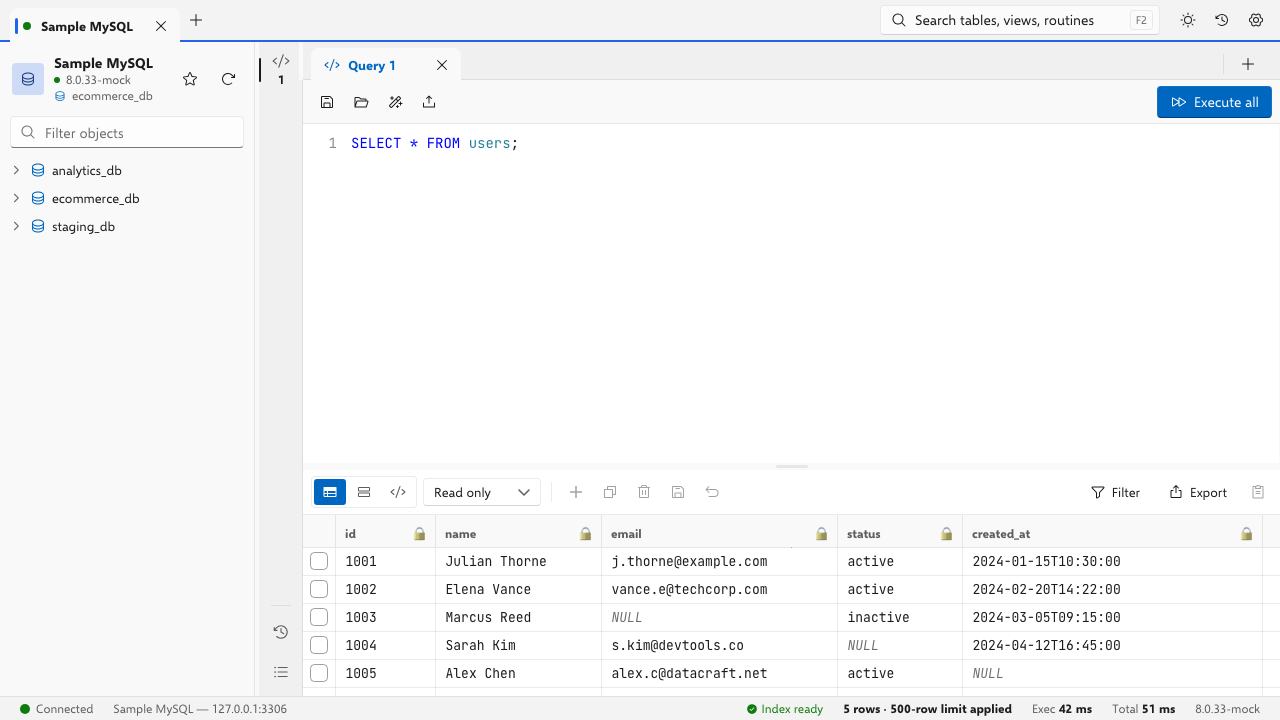 Sample MySQL
Search tables, views, routines F2
Sample MySQL
8.0.33-mock
ecommerce_db
Filter objects
analytics_db
ecommerce_db
staging_db
</>
1
</> Query 1
Execute all
1 SELECT * FROM users;
</> Read only Filter Export
id name email status created_at
1001 Julian Thorne j.thorne@example.com active 2024-01-15T10:30:00
1002 Elena Vance vance.e@techcorp.com active 2024-02-20T14:22:00
1003 Marcus Reed NULL inactive 2024-03-05T09:15:00
1004 Sarah Kim s.kim@devtools.co NULL 2024-04-12T16:45:00
1005 Alex Chen alex.c@datacraft.net active NULL
Connected Sample MySQL — 127.0.0.1:3306 Index ready 5 rows · 500-row limit applied Exec 42 ms Total 51 ms 8.0.33-mock